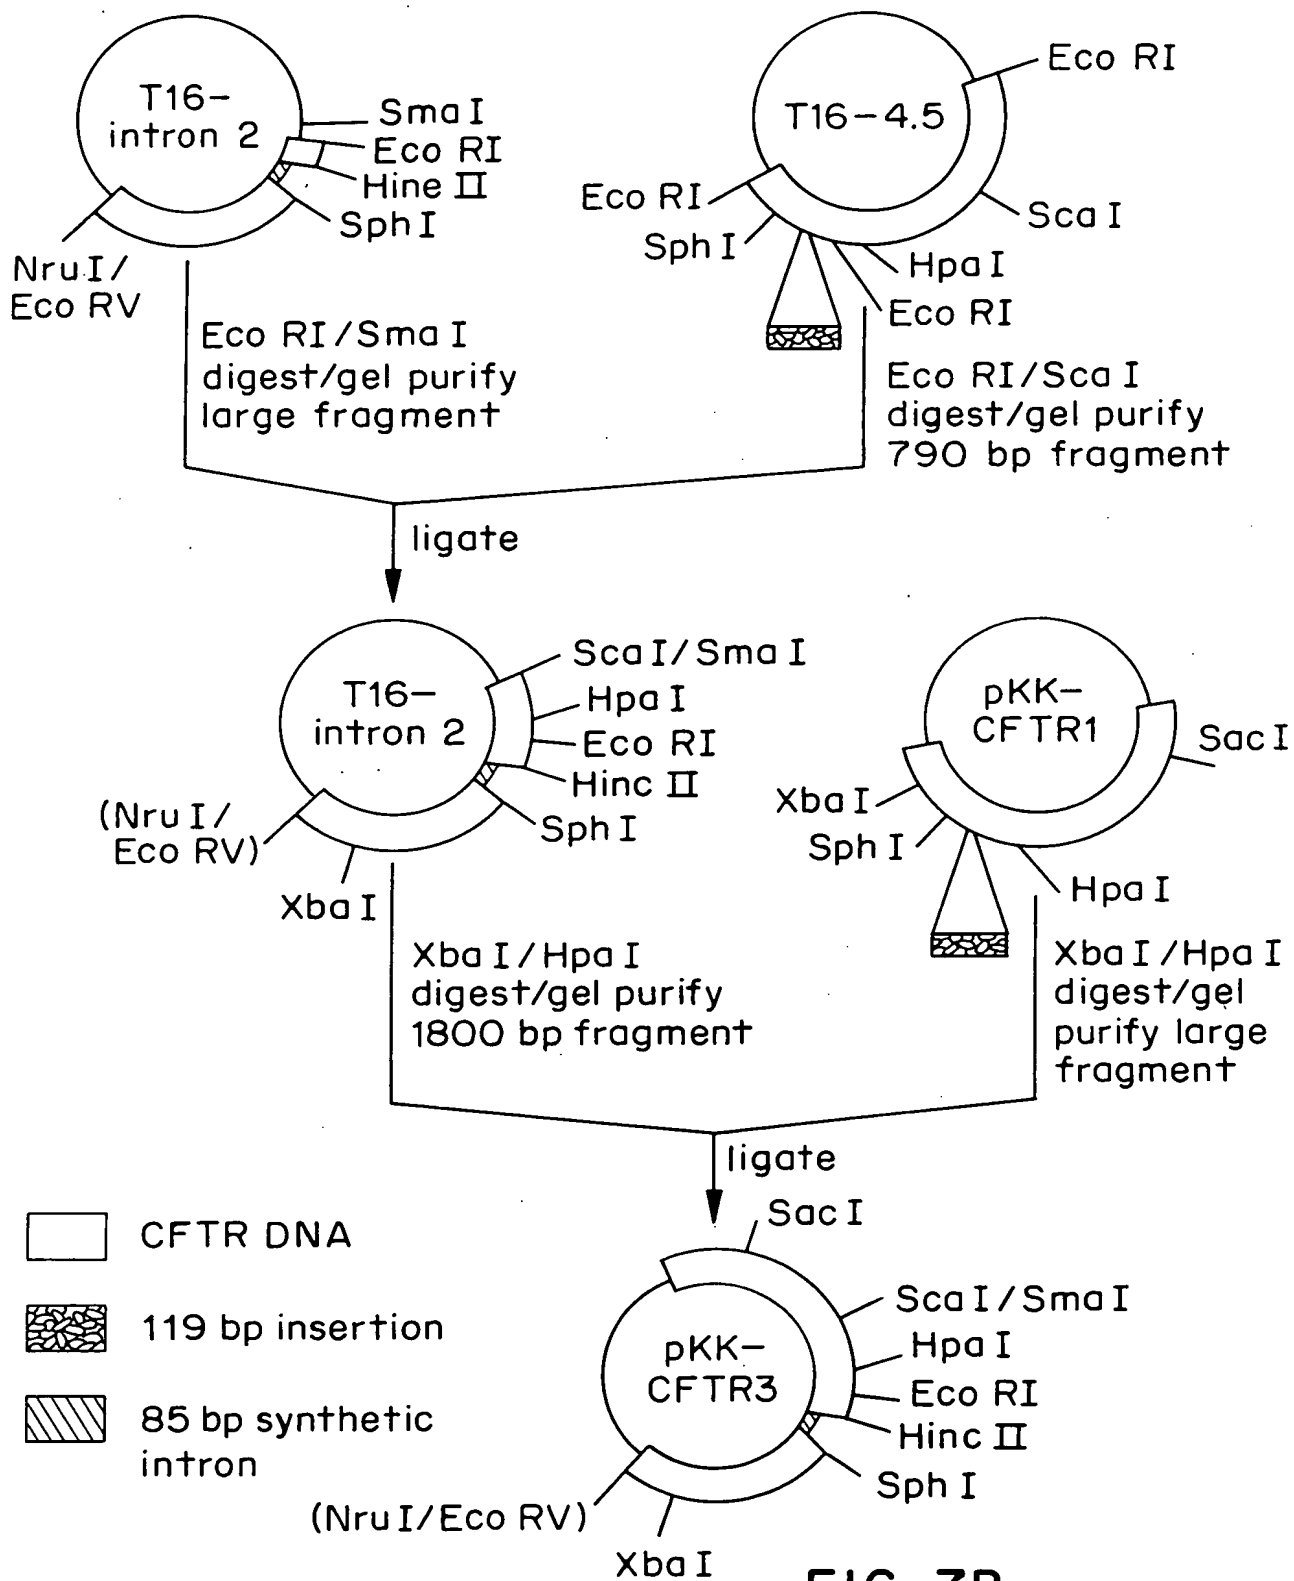 T16-
intron 2
Sma I
Eco RI
Hine II
Sph I
Nru I/
Eco RV
T16-4.5
Eco RI
Eco RI
Sph I
Sca I
Hpa I
Eco RI
Eco RI/Sma I
digest/gel purify
large fragment
Eco RI/Sca I
digest/gel purify
790 bp fragment
ligate
T16-
intron 2
Sca I/Sma I
Hpa I
Eco RI
Hinc II
Sph I
(Nru I/
Eco RV)
Xba I
pKK-
CFTR1
Sac I
Xba I
Sph I
Hpa I
Xba I/Hpa I
digest/gel purify
1800 bp fragment
Xba I/Hpa I
digest/gel
purify large
fragment
ligate
CFTR DNA
119 bp insertion
85 bp synthetic
intron
pKK-
CFTR3
Sac I
Sca I/Sma I
Hpa I
Eco RI
Hinc II
Sph I
(Nru I/Eco RV)
Xba I